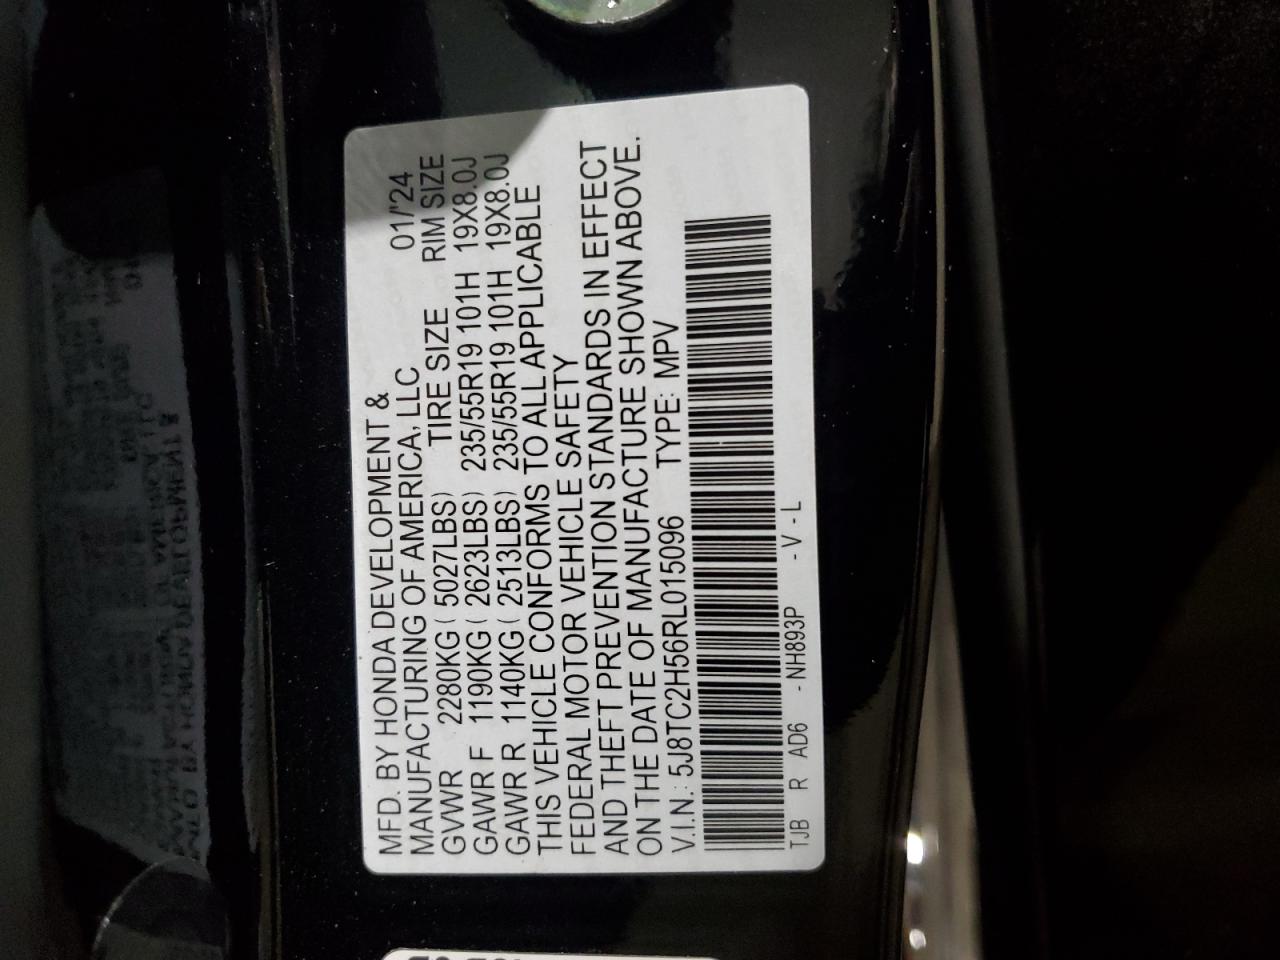 MFD. BY HONDA DEVELOPMENT &
MANUFACTURING OF AMERICA, LLC 01/'24
GVWR 2280KG ( 5027LBS) TIRE SIZE RIM SIZE
GAWR F 1190KG ( 2623LBS) 235/55R19 101H 19X8.0J
GAWR R 1140KG ( 2513LBS) 235/55R19 101H 19X8.0J
THIS VEHICLE CONFORMS TO ALL APPLICABLE
FEDERAL MOTOR VEHICLE SAFETY
AND THEFT PREVENTION STANDARDS IN EFFECT
ON THE DATE OF MANUFACTURE SHOWN ABOVE.
V.I.N.: 5J8TC2H56RL015096 TYPE: MPV
TJB R AD6 - NH893P - V - L